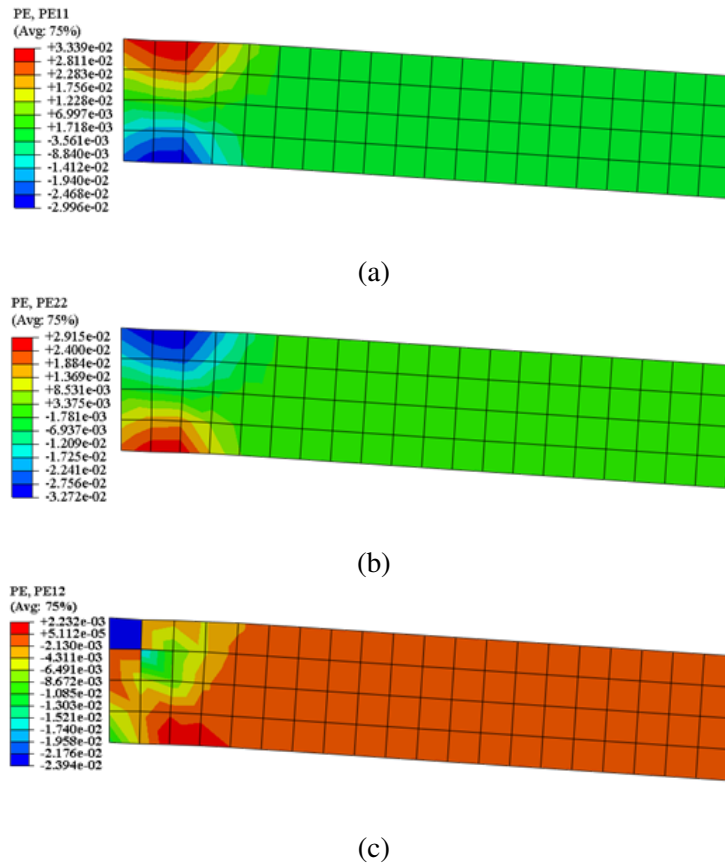 PE, PE11
(Avg: 75%)
+3.339e-02
+2.811e-02
+2.283e-02
+1.756e-02
+1.228e-02
+6.997e-03
+1.718e-03
-3.561e-03
-8.840e-03
-1.412e-02
-1.940e-02
-2.468e-02
-2.996e-02
(a)
PE, PE22
(Avg: 75%)
+2.915e-02
+2.400e-02
+1.884e-02
+1.369e-02
+8.531e-03
+3.375e-03
-1.781e-03
-6.937e-03
-1.209e-02
-1.725e-02
-2.241e-02
-2.756e-02
-3.272e-02
(b)
PE, PE12
(Avg: 75%)
+2.232e-03
+5.112e-05
-2.130e-03
-4.311e-03
-6.491e-03
-8.672e-03
-1.085e-02
-1.303e-02
-1.521e-02
-1.740e-02
-1.958e-02
-2.176e-02
-2.394e-02
(c)